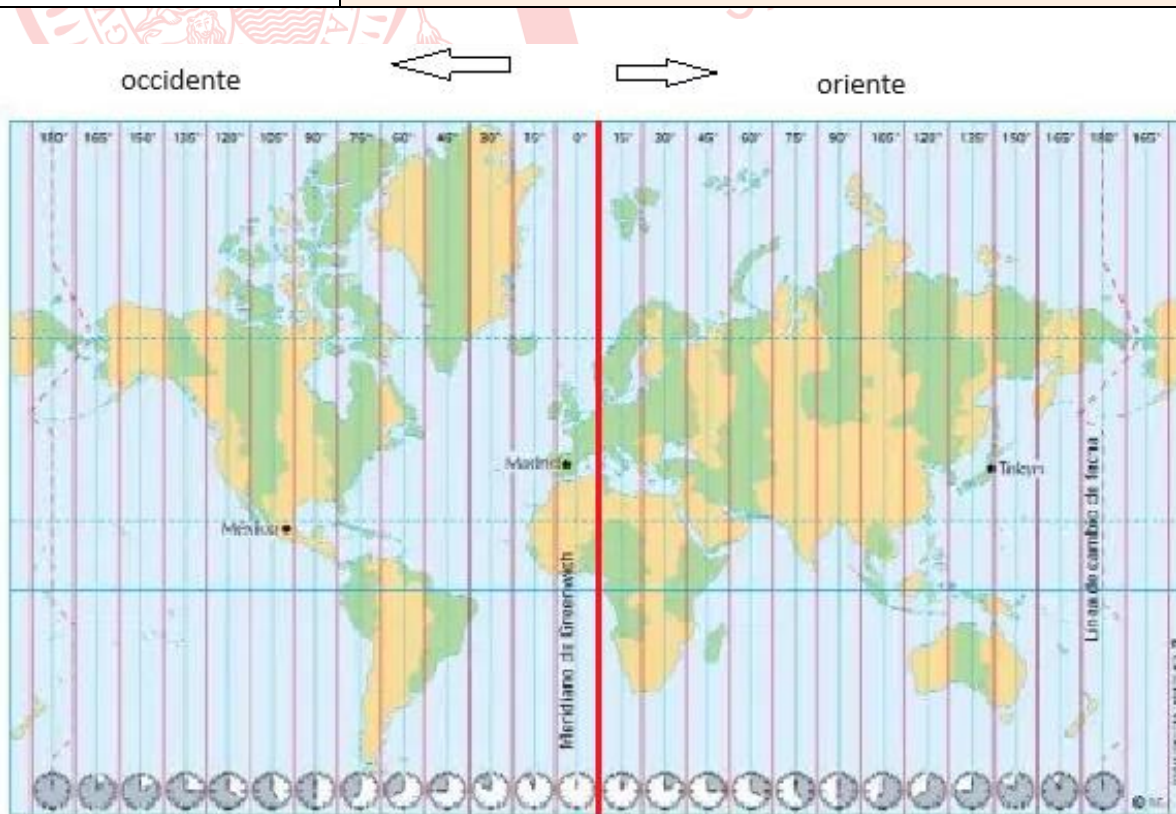 occidente
oriente
180° 165° 150° 135° 120° 105° 90° 75° 60° 45° 30° 15° 0° 15° 30° 45° 60° 75° 90° 105° 120° 135° 150° 165° 180° 165°
Madrid
México
Meridiano de Greenwich
Línea de cambio de fecha